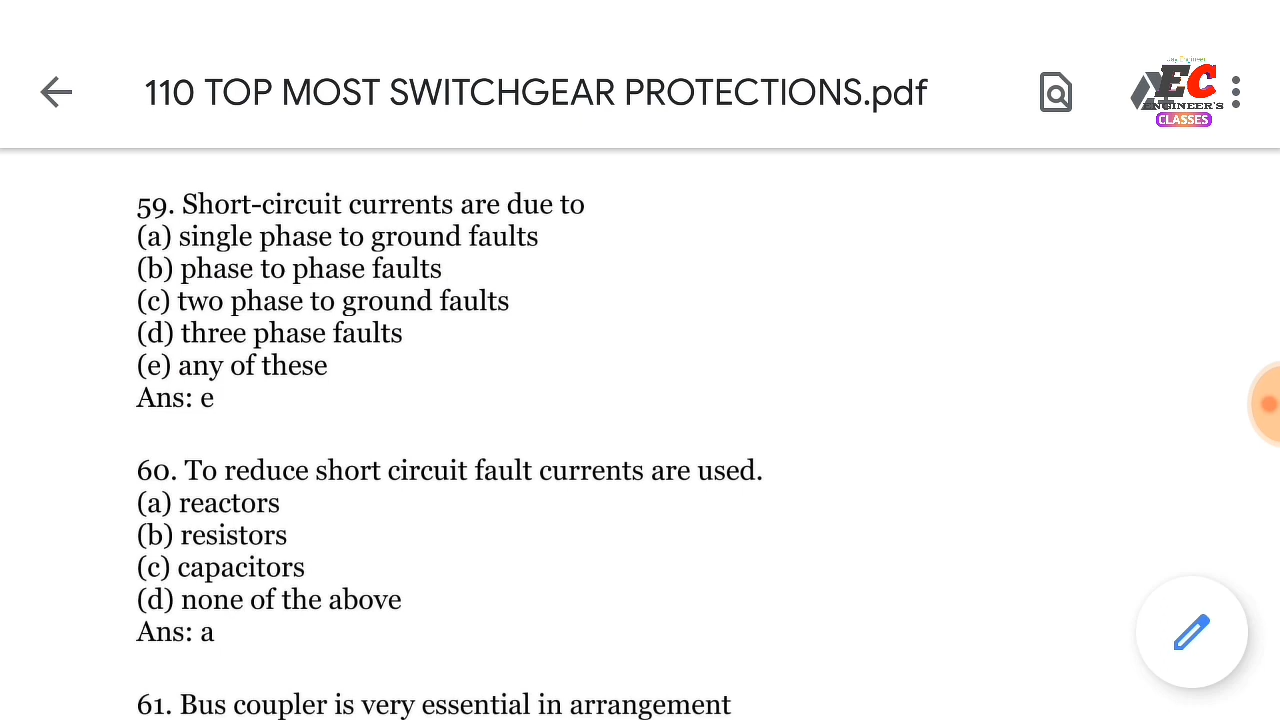 110 TOP MOST SWITCHGEAR PROTECTIONS.pdf
EC
ENGINEER'S
CLASSES
59. Short-circuit currents are due to
(a) single phase to ground faults
(b) phase to phase faults
(c) two phase to ground faults
(d) three phase faults
(e) any of these
Ans: e
60. To reduce short circuit fault currents are used.
(a) reactors
(b) resistors
(c) capacitors
(d) none of the above
Ans: a
61. Bus coupler is very essential in arrangement